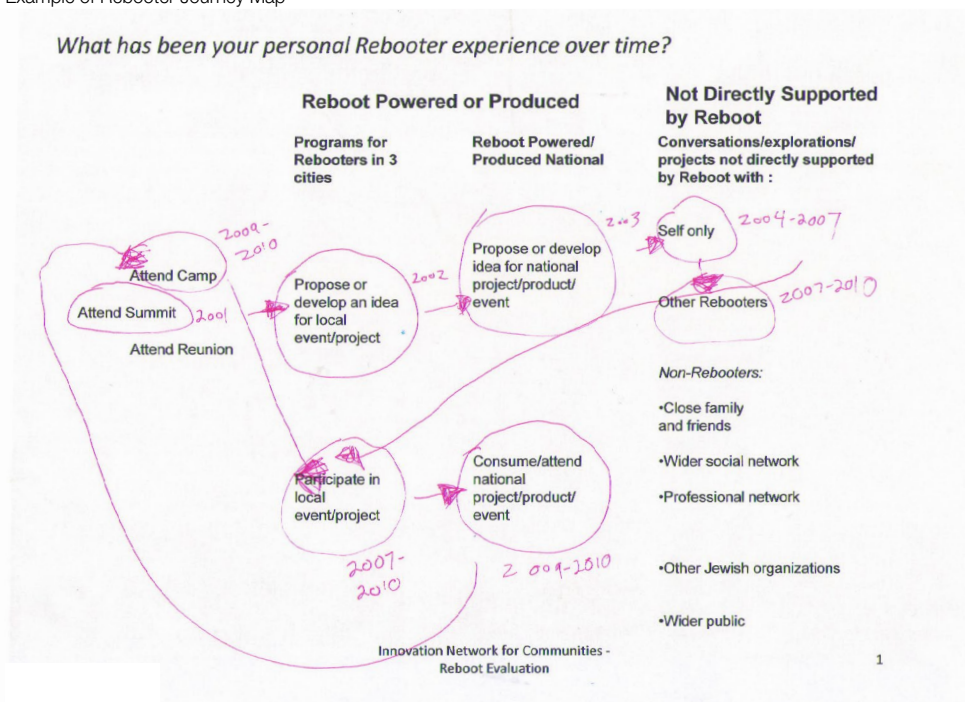 Example of Rebooter Journey Map
What has been your personal Rebooter experience over time?
Reboot Powered or Produced
Not Directly Supported
by Reboot
Programs for
Rebooters in 3
cities
Reboot Powered/
Produced National
Conversations/explorations/
projects not directly supported
by Reboot with :
2009-
2010
Attend Camp
Attend Summit
2001
Attend Reunion
Propose or
develop an idea
for local
event/project
2002
Propose or develop
idea for national
project/product/
event
2003
Self only
2004-2007
Other Rebooters
2007-2010
Non-Rebooters:
•Close family
and friends
•Wider social network
•Professional network
•Other Jewish organizations
•Wider public
Participate in
local
event/project
2007-
2010
Consume/attend
national
project/product/
event
2009-2010
Innovation Network for Communities -
Reboot Evaluation
1